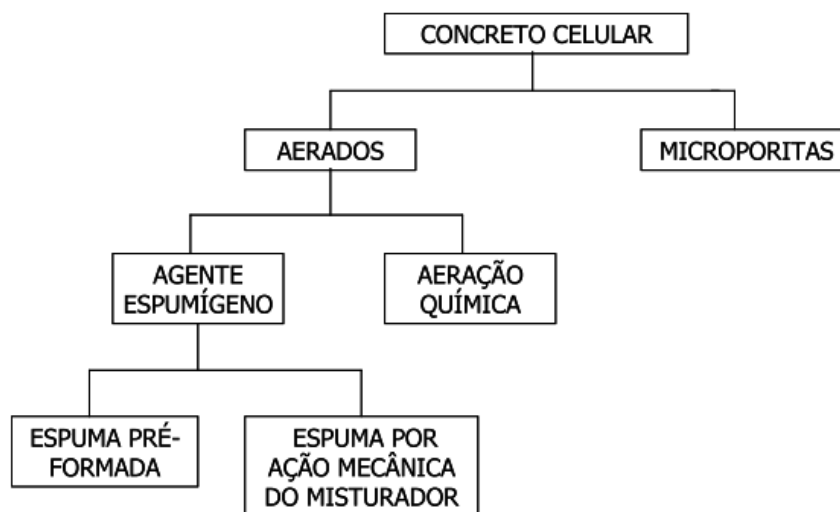 CONCRETO CELULAR
AERADOS
MICROPORITAS
AGENTE
ESPUMÍGENO
AERAÇÃO
QUÍMICA
ESPUMA PRÉ-
FORMADA
ESPUMA POR
AÇÃO MECÂNICA
DO MISTURADOR